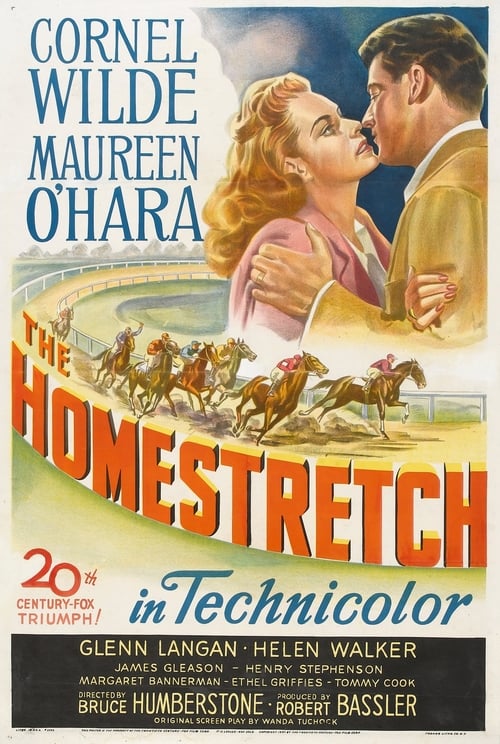 CORNEL
WILDE
MAUREEN
O'HARA
THE
HOMESTRETCH
20th
CENTURY-FOX
TRIUMPH!
in Technicolor
GLENN LANGAN · HELEN WALKER
JAMES GLEASON – HENRY STEPHENSON
MARGARET BANNERMAN – ETHEL GRIFFIES – TOMMY COOK
DIRECTED BY BRUCE HUMBERSTONE · PRODUCED BY ROBERT BASSLER
ORIGINAL SCREEN PLAY BY WANDA TUCHOCK